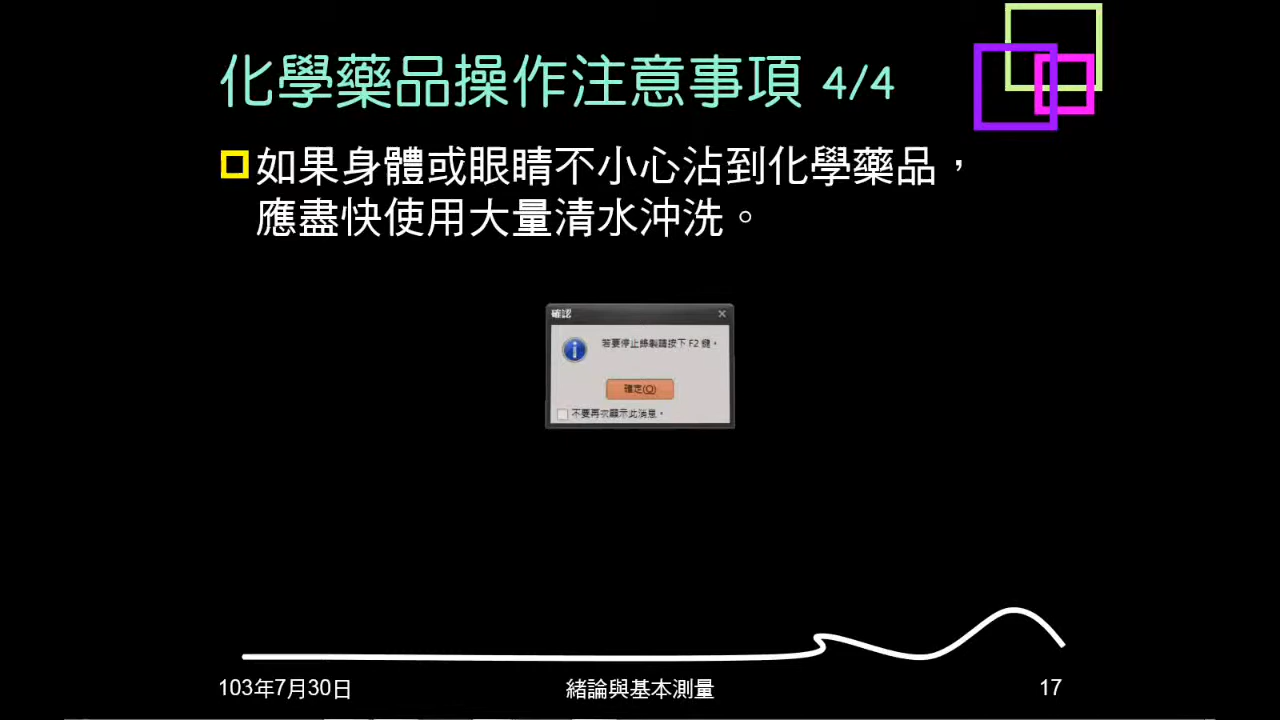 化學藥品操作注意事項 4/4
如果身體或眼睛不小心沾到化學藥品，
應盡快使用大量清水沖洗。
確認
若要停止錄製請按下 F2 鍵。
確定(O)
不要再次顯示此消息。
103年7月30日
緒論與基本測量
17